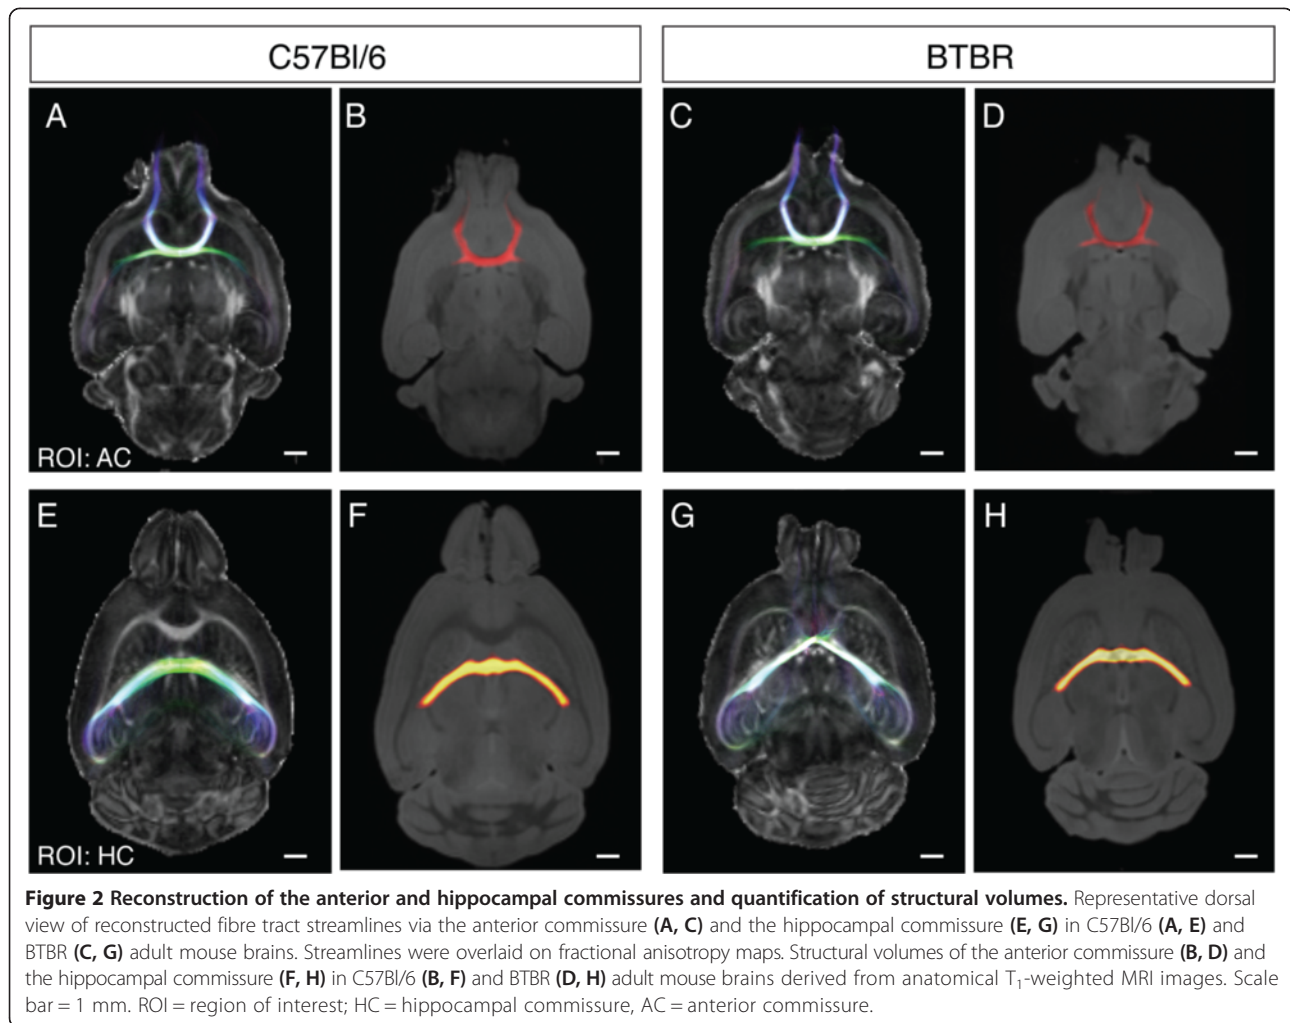 C57Bl/6
BTBR
A
B
C
D
ROI: AC
E
F
G
H
ROI: HC
Figure 2 Reconstruction of the anterior and hippocampal commissures and quantification of structural volumes. Representative dorsal
view of reconstructed fibre tract streamlines via the anterior commissure (A, C) and the hippocampal commissure (E, G) in C57Bl/6 (A, E) and
BTBR (C, G) adult mouse brains. Streamlines were overlaid on fractional anisotropy maps. Structural volumes of the anterior commissure (B, D) and
the hippocampal commissure (F, H) in C57Bl/6 (B, F) and BTBR (D, H) adult mouse brains derived from anatomical T₁-weighted MRI images. Scale
bar = 1 mm. ROI = region of interest; HC = hippocampal commissure, AC = anterior commissure.